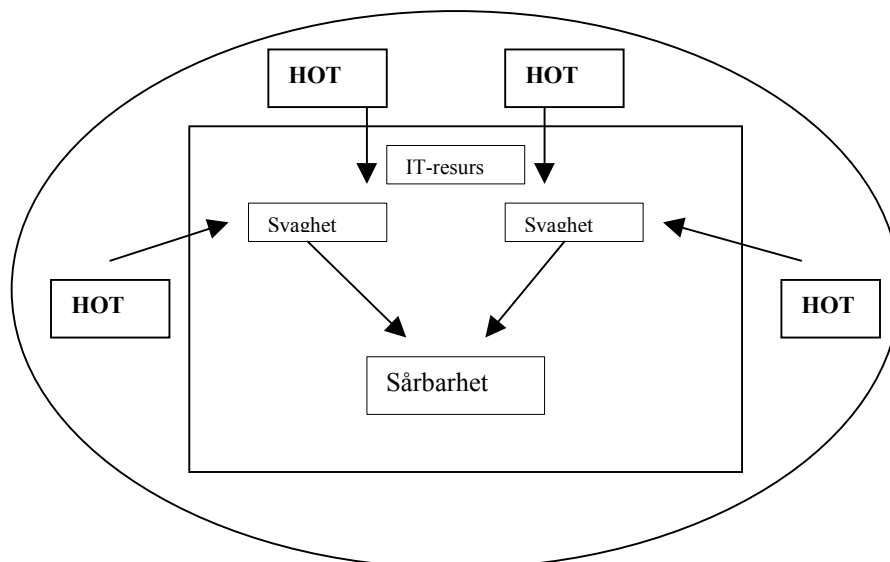 HOT
HOT
IT-resurs
Svaghet
Svaghet
HOT
HOT
Sårbarhet